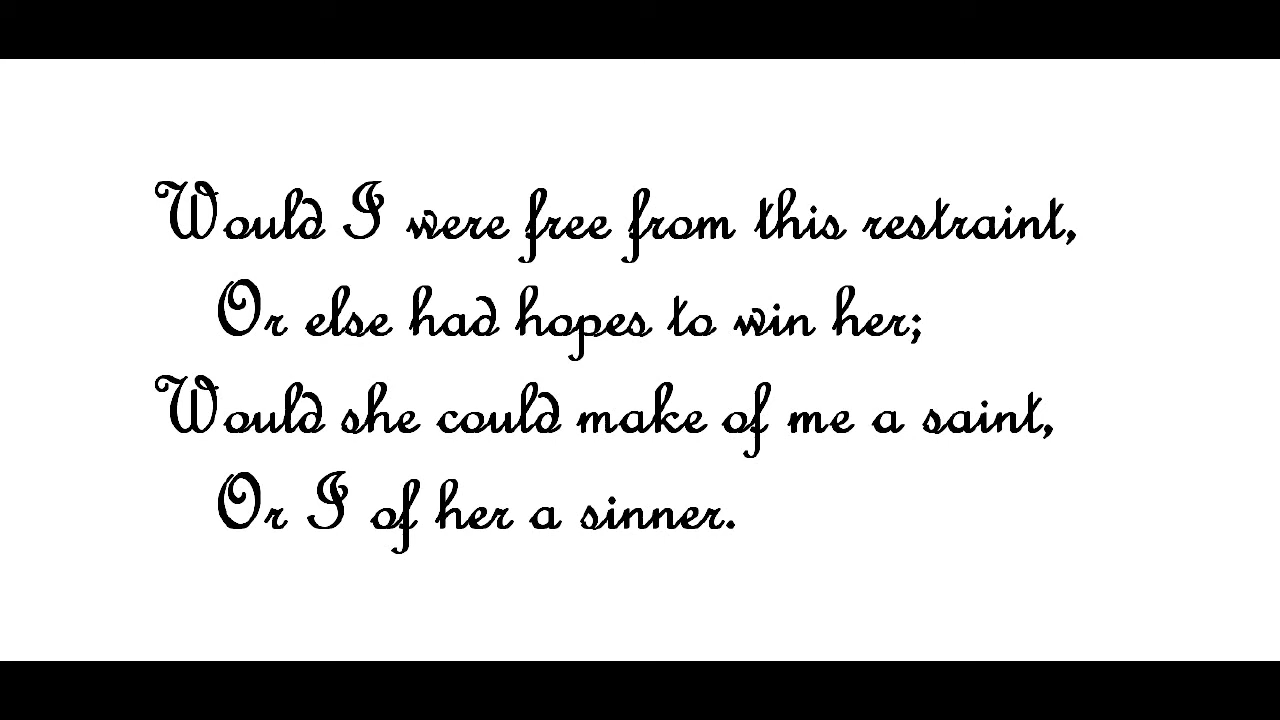 Would I were free from this restraint,
Or else had hopes to win her;
Would she could make of me a saint,
Or I of her a sinner.